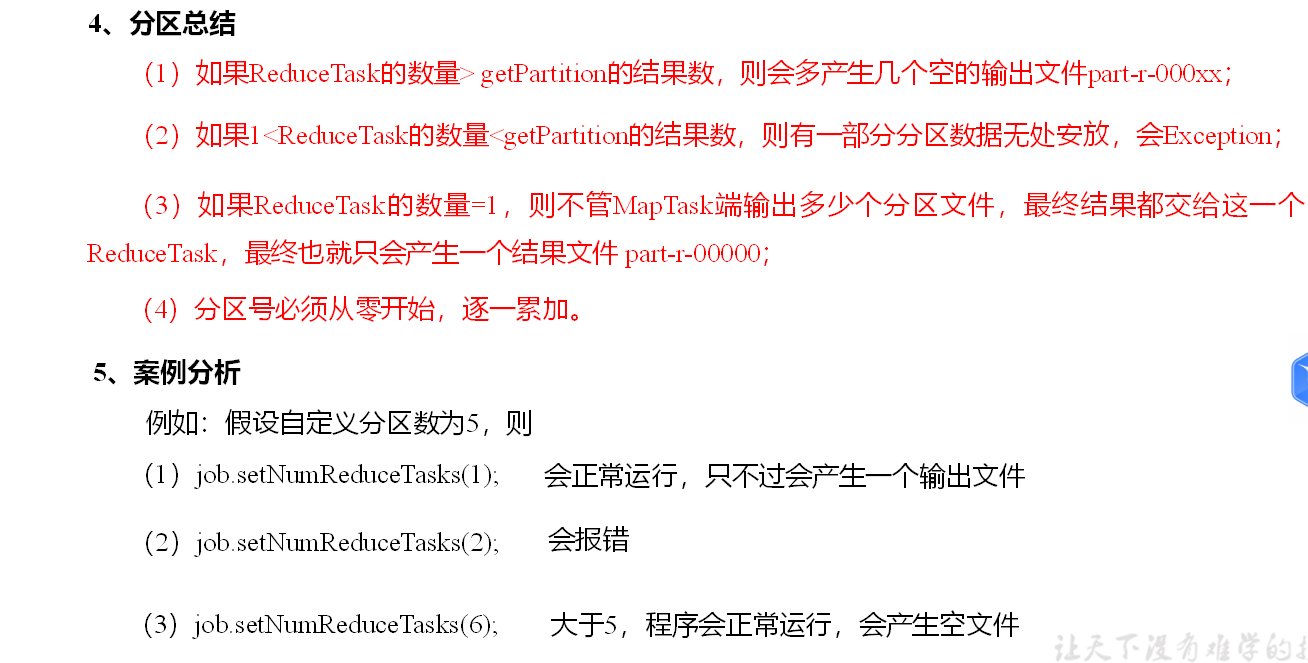 4、分区总结
（1）如果ReduceTask的数量> getPartition的结果数，则会多产生几个空的输出文件part-r-000xx；
（2）如果1<ReduceTask的数量<getPartition的结果数，则有一部分分区数据无处安放，会Exception；
（3）如果ReduceTask的数量=1，则不管MapTask端输出多少个分区文件，最终结果都交给这一个
ReduceTask，最终也就只会产生一个结果文件 part-r-00000；
（4）分区号必须从零开始，逐一累加。
5、案例分析
例如：假设自定义分区数为5，则
（1）job.setNumReduceTasks(1); 会正常运行，只不过会产生一个输出文件
（2）job.setNumReduceTasks(2); 会报错
（3）job.setNumReduceTasks(6); 大于5，程序会正常运行，会产生空文件
让天下没有难学的